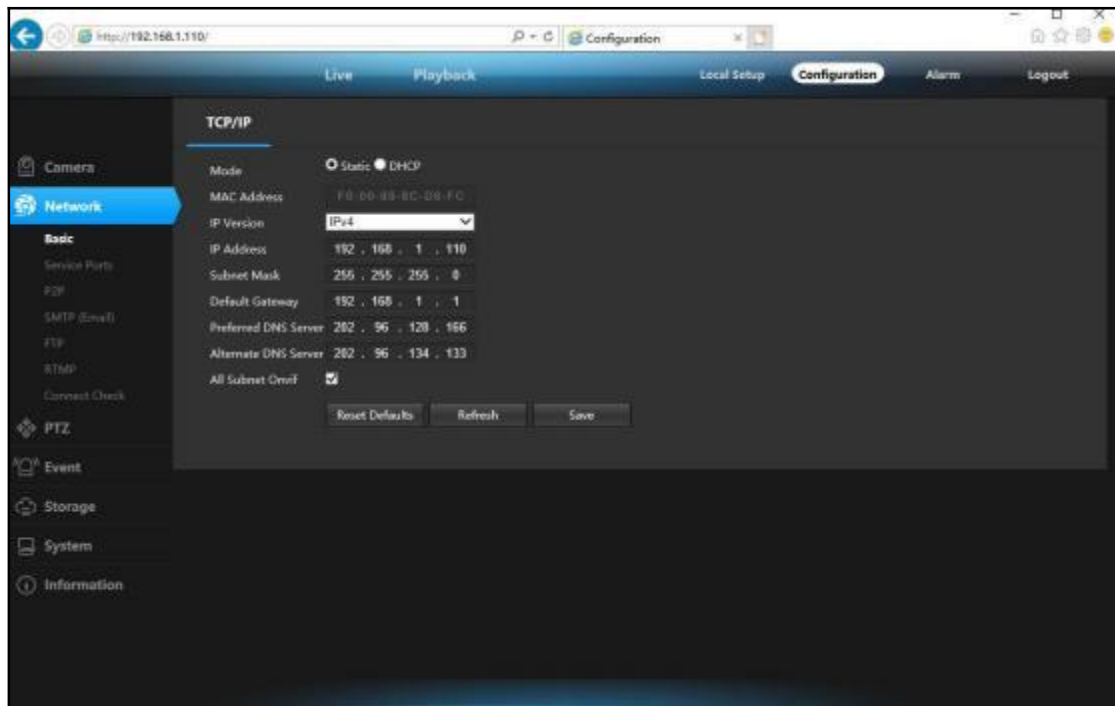 http://192.168.1.110/
Configuration
Live Playback Local Setup Configuration Alarm Logout
TCP/IP
Camera
Network
Basic
Service Ports
P2P
SMTP (Email)
FTP
RTMP
Connect Check
PTZ
Event
Storage
System
Information
Mode Static DHCP
MAC Address
IP Version IPv4
IP Address 192 . 168 . 1 . 110
Subnet Mask 255 . 255 . 255 . 0
Default Gateway 192 . 168 . 1 . 1
Preferred DNS Server 202 . 96 . 128 . 166
Alternate DNS Server 202 . 96 . 134 . 133
All Subnet Onvif
Reset Defaults Refresh Save